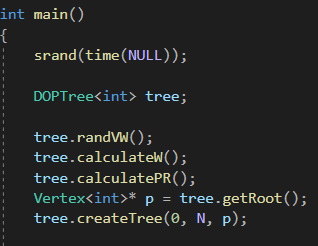 int main()
{
srand(time(NULL));
DOPTree<int> tree;
tree.randVW();
tree.calculateW();
tree.calculatePR();
Vertex<int>* p = tree.getRoot();
tree.createTree(0, N, p);